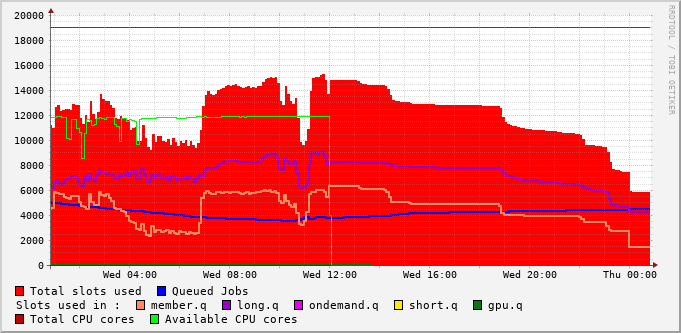 20000
18000
16000
14000
12000
10000
8000
6000
4000
2000
0
Wed 04:00 Wed 08:00 Wed 12:00 Wed 16:00 Wed 20:00 Thu 00:00
Total slots used Queued Jobs
Slots used in : member.q long.q ondemand.q short.q gpu.q
Total CPU cores Available CPU cores
RRDTOOL / TOBI OETIKER